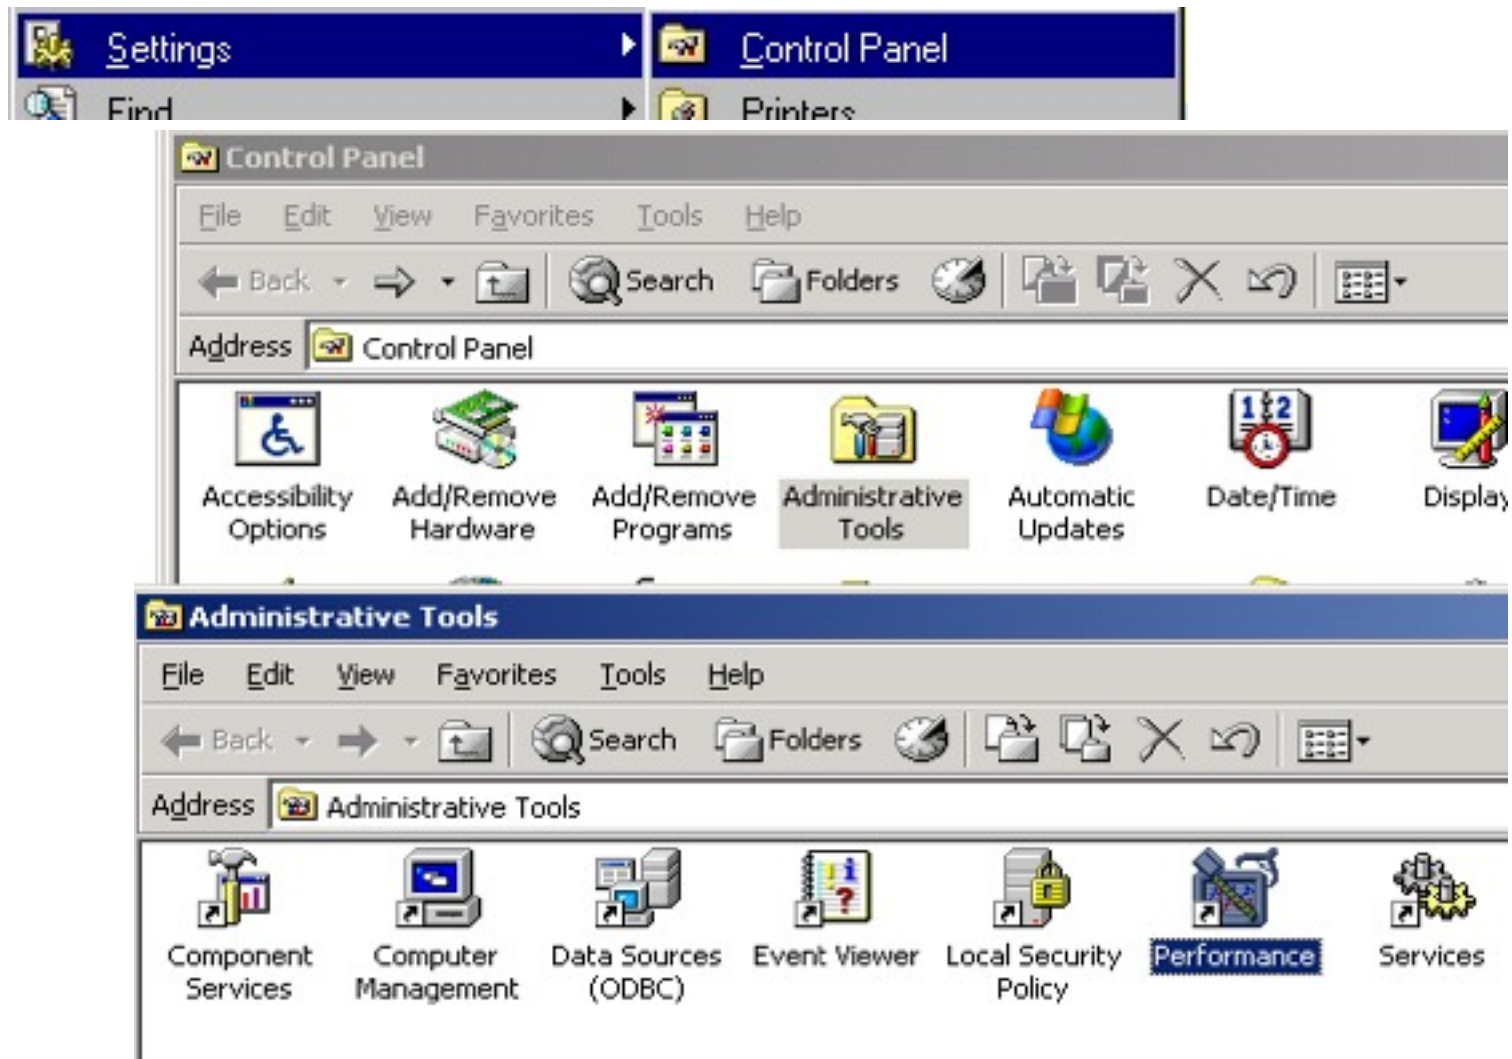 Settings Control Panel
Find Printers
Control Panel
File Edit View Favorites Tools Help
Back Search Folders
Address Control Panel
12
Accessibility Add/Remove Add/Remove Administrative Automatic Date/Time Display
Options Hardware Programs Tools Updates
Administrative Tools
File Edit View Favorites Tools Help
Back Search Folders
Address Administrative Tools
Component Computer Data Sources Event Viewer Local Security Performance Services
Services Management (ODBC) Policy